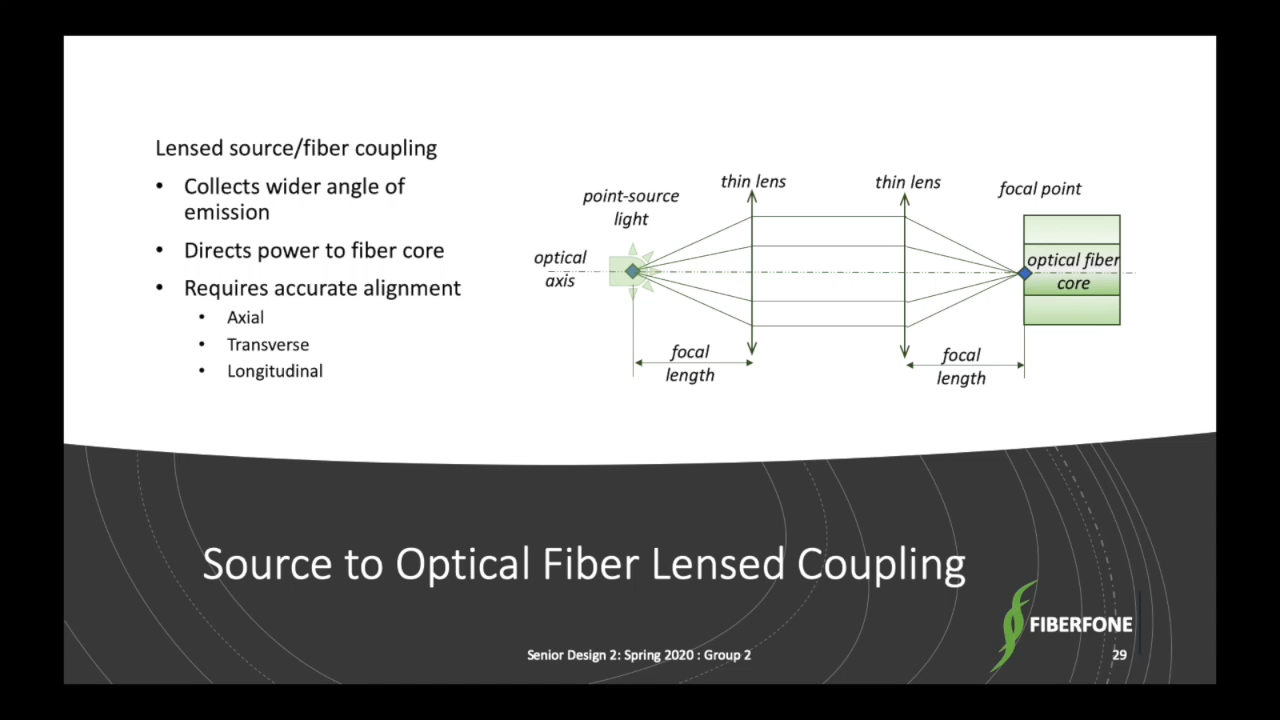 Lensed source/fiber coupling
• Collects wider angle of
emission
• Directs power to fiber core
• Requires accurate alignment
• Axial
• Transverse
• Longitudinal
point-source
light
thin lens
thin lens
focal point
optical
axis
optical fiber
core
focal
length
focal
length
Source to Optical Fiber Lensed Coupling
FIBERFONE
Senior Design 2: Spring 2020 : Group 2
29